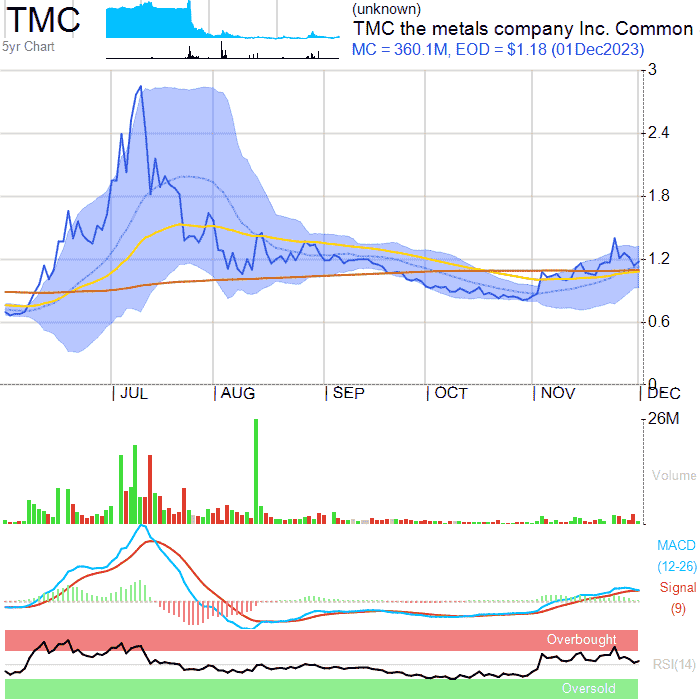 TMC
5yr Chart
(unknown)
TMC the metals company Inc. Common
MC = 360.1M, EOD = $1.18 (01Dec2023)
3
2.4
1.8
1.2
0.6
0
JUL AUG SEP OCT NOV DEC
26M
Volume
MACD
(12-26)
Signal
(9)
Overbought
RSI(14)
Oversold